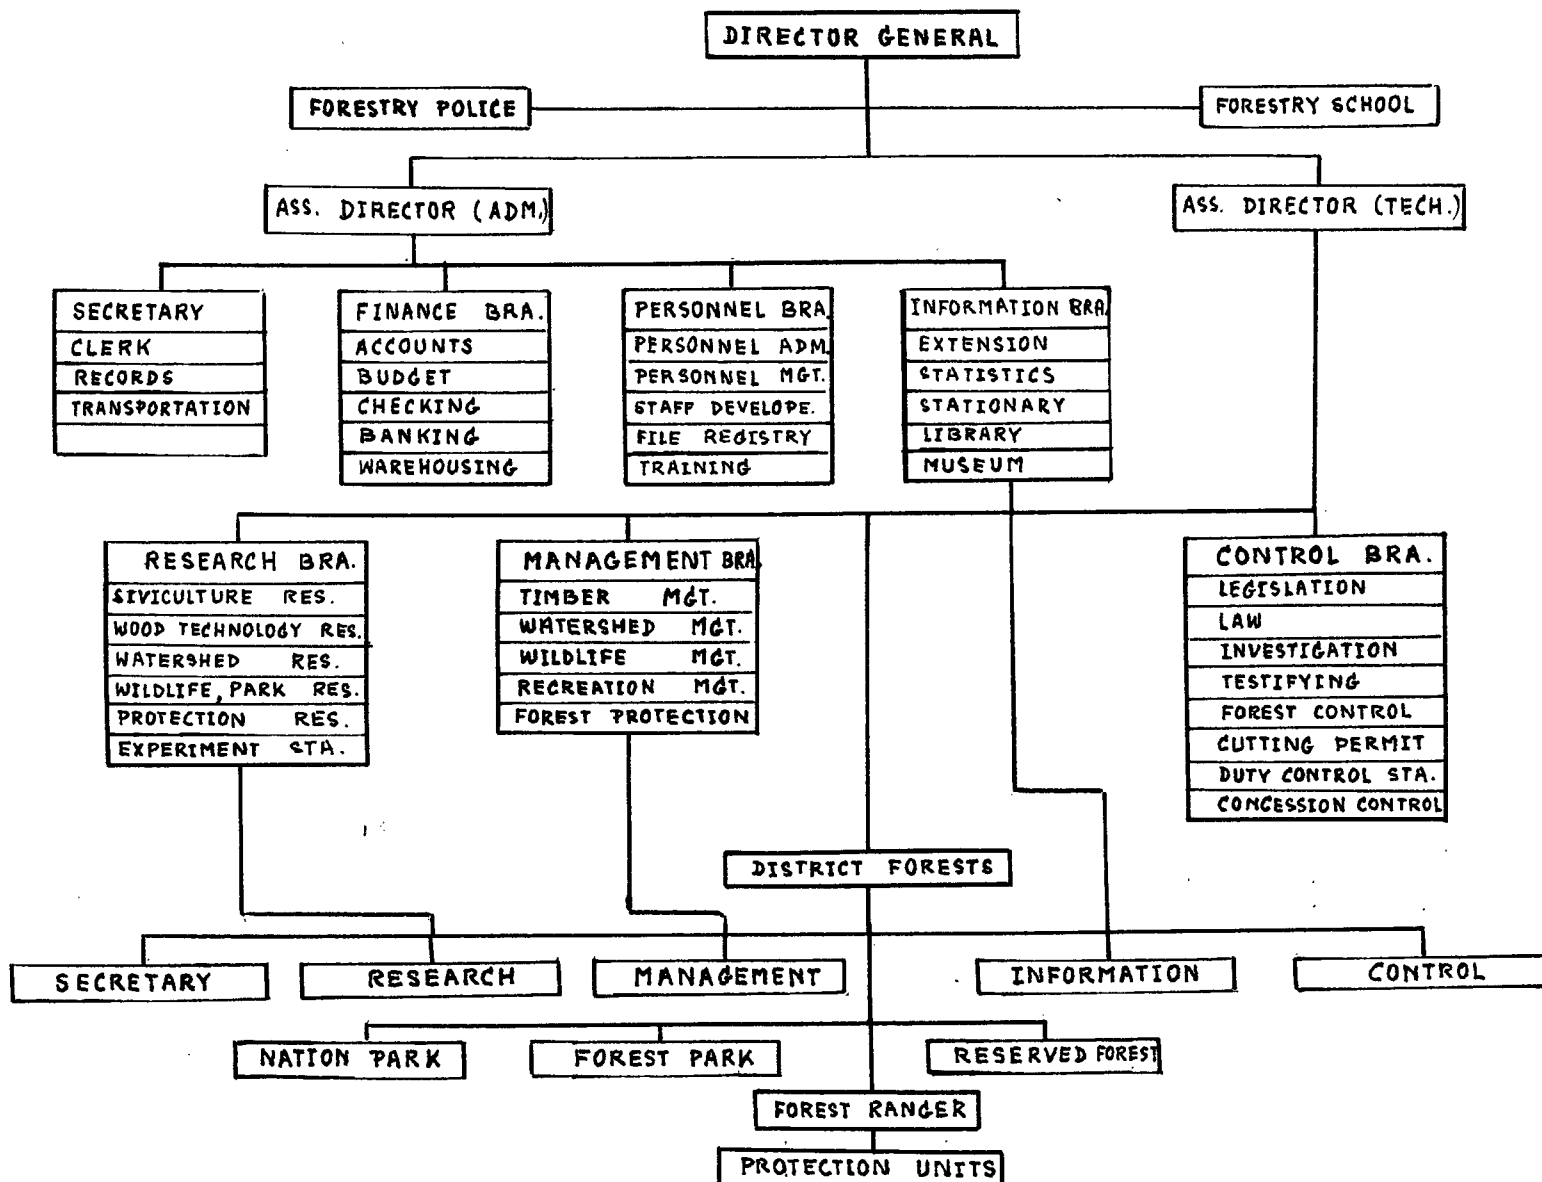 DIRECTOR GENERAL
FORESTRY POLICE
FORESTRY SCHOOL
ASS. DIRECTOR (ADM.)
ASS. DIRECTOR (TECH.)
SECRETARY
CLERK
RECORDS
TRANSPORTATION
FINANCE BRA.
ACCOUNTS
BUDGET
CHECKING
BANKING
WAREHOUSING
PERSONNEL BRA.
PERSONNEL ADM.
PERSONNEL MGT.
STAFF DEVELOPE.
FILE REGISTRY
TRAINING
INFORMATION BRA.
EXTENSION
STATISTICS
STATIONARY
LIBRARY
MUSEUM
RESEARCH BRA.
SIVICULTURE RES.
WOOD TECHNOLOGY RES.
WATERSHED RES.
WILDLIFE, PARK RES.
PROTECTION RES.
EXPERIMENT STA.
MANAGEMENT BRA.
TIMBER MGT.
WATERSHED MGT.
WILDLIFE MGT.
RECREATION MGT.
FOREST PROTECTION
CONTROL BRA.
LEGISLATION
LAW
INVESTIGATION
TESTIFYING
FOREST CONTROL
CUTTING PERMIT
DUTY CONTROL STA.
CONCESSION CONTROL
DISTRICT FORESTS
SECRETARY
RESEARCH
MANAGEMENT
INFORMATION
CONTROL
NATION PARK
FOREST PARK
RESERVED FOREST
FOREST RANGER
PROTECTION UNITS